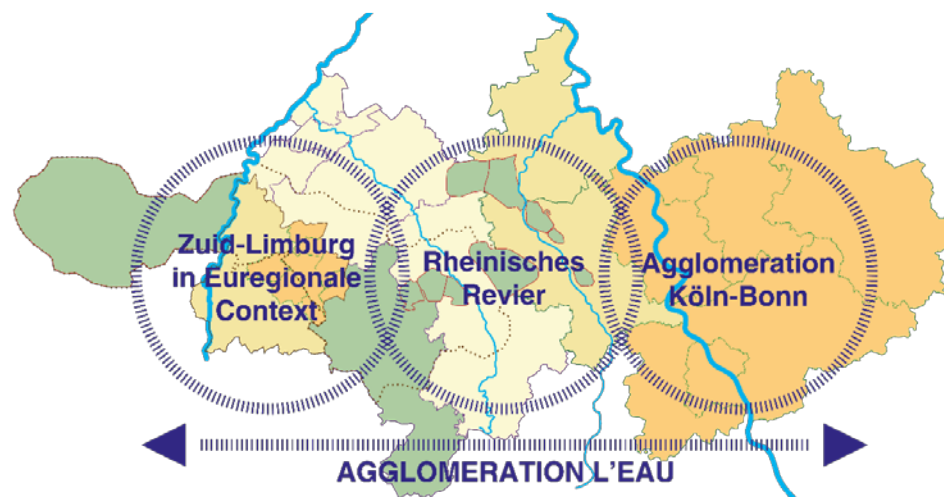 Zuid-Limburg
in Euregionale
Context
Rheinisches
Revier
Agglomeration
Köln-Bonn
AGGLOMERATION L'EAU